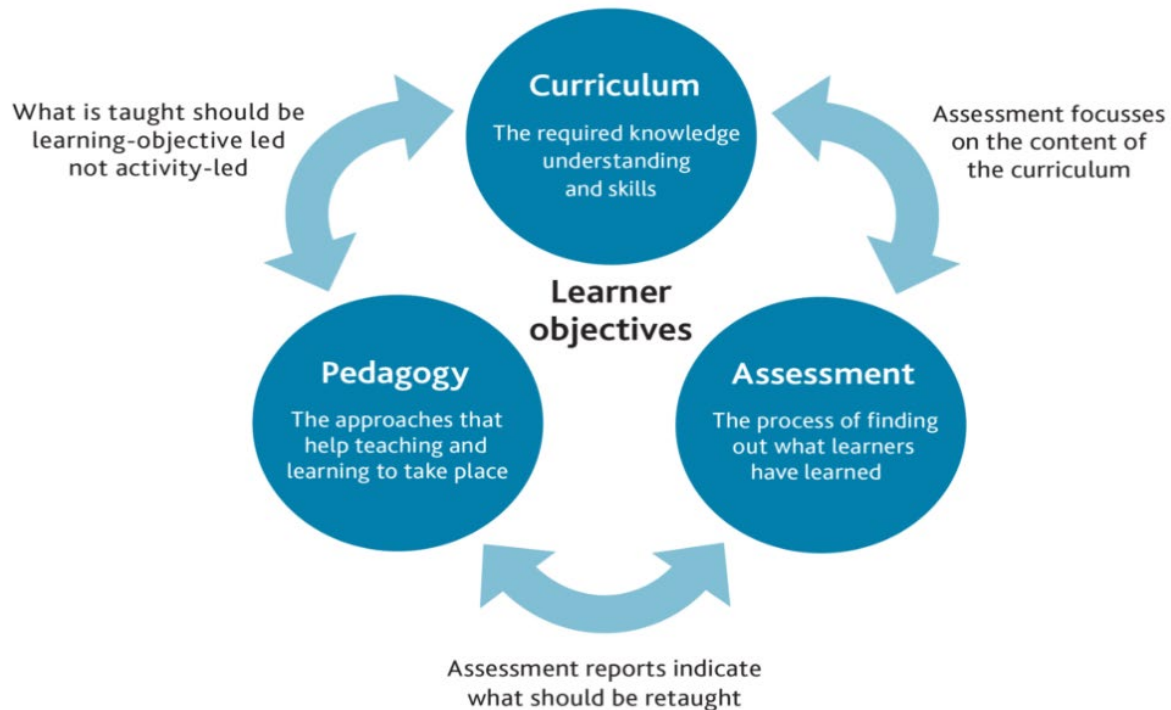 Curriculum
The required knowledge
understanding
and skills
What is taught should be
learning-objective led
not activity-led
Assessment focusses
on the content of
the curriculum
Learner
objectives
Pedagogy
The approaches that
help teaching and
learning to take place
Assessment
The process of finding
out what learners
have learned
Assessment reports indicate
what should be retaught